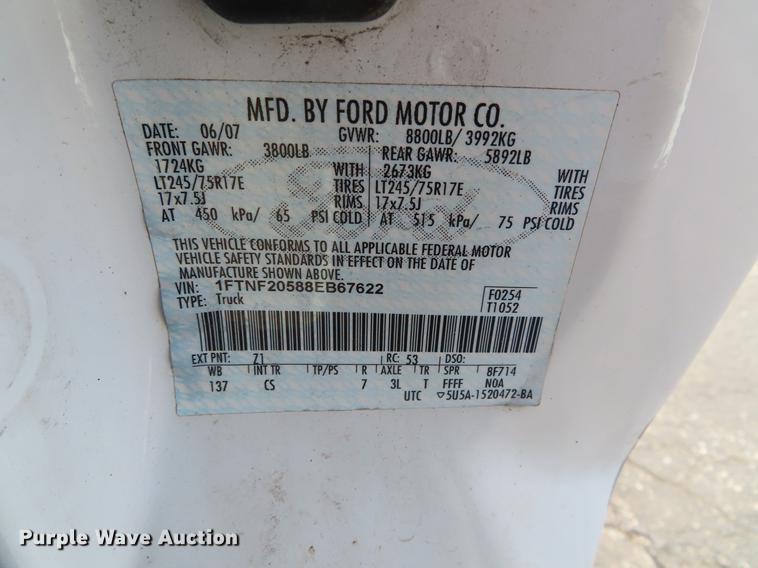 MFD. BY FORD MOTOR CO.
DATE: 06/07 GVWR: 8800LB/ 3992KG
FRONT GAWR: 3800LB REAR GAWR: 5892LB
1724KG WITH 2673KG WITH
LT245/75R17E TIRES LT245/75R17E TIRES
17x7.5J RIMS 17x7.5J RIMS
AT 450 kPa/ 65 PSI COLD AT 515 kPa/ 75 PSI COLD
THIS VEHICLE CONFORMS TO ALL APPLICABLE FEDERAL MOTOR
VEHICLE SAFETY STANDARDS IN EFFECT ON THE DATE OF
MANUFACTURE SHOWN ABOVE.
VIN: 1FTNF20588EB67622 F0254
TYPE: Truck T1052
EXT PNT: Z1 RC: 53 DSO:
WB INT TR TP/PS R AXLE TR SPR 8F714
137 CS 7 3L T FFFF N0A
UTC ▽5U5A-1520472-BA
Ford
Purple Wave Auction